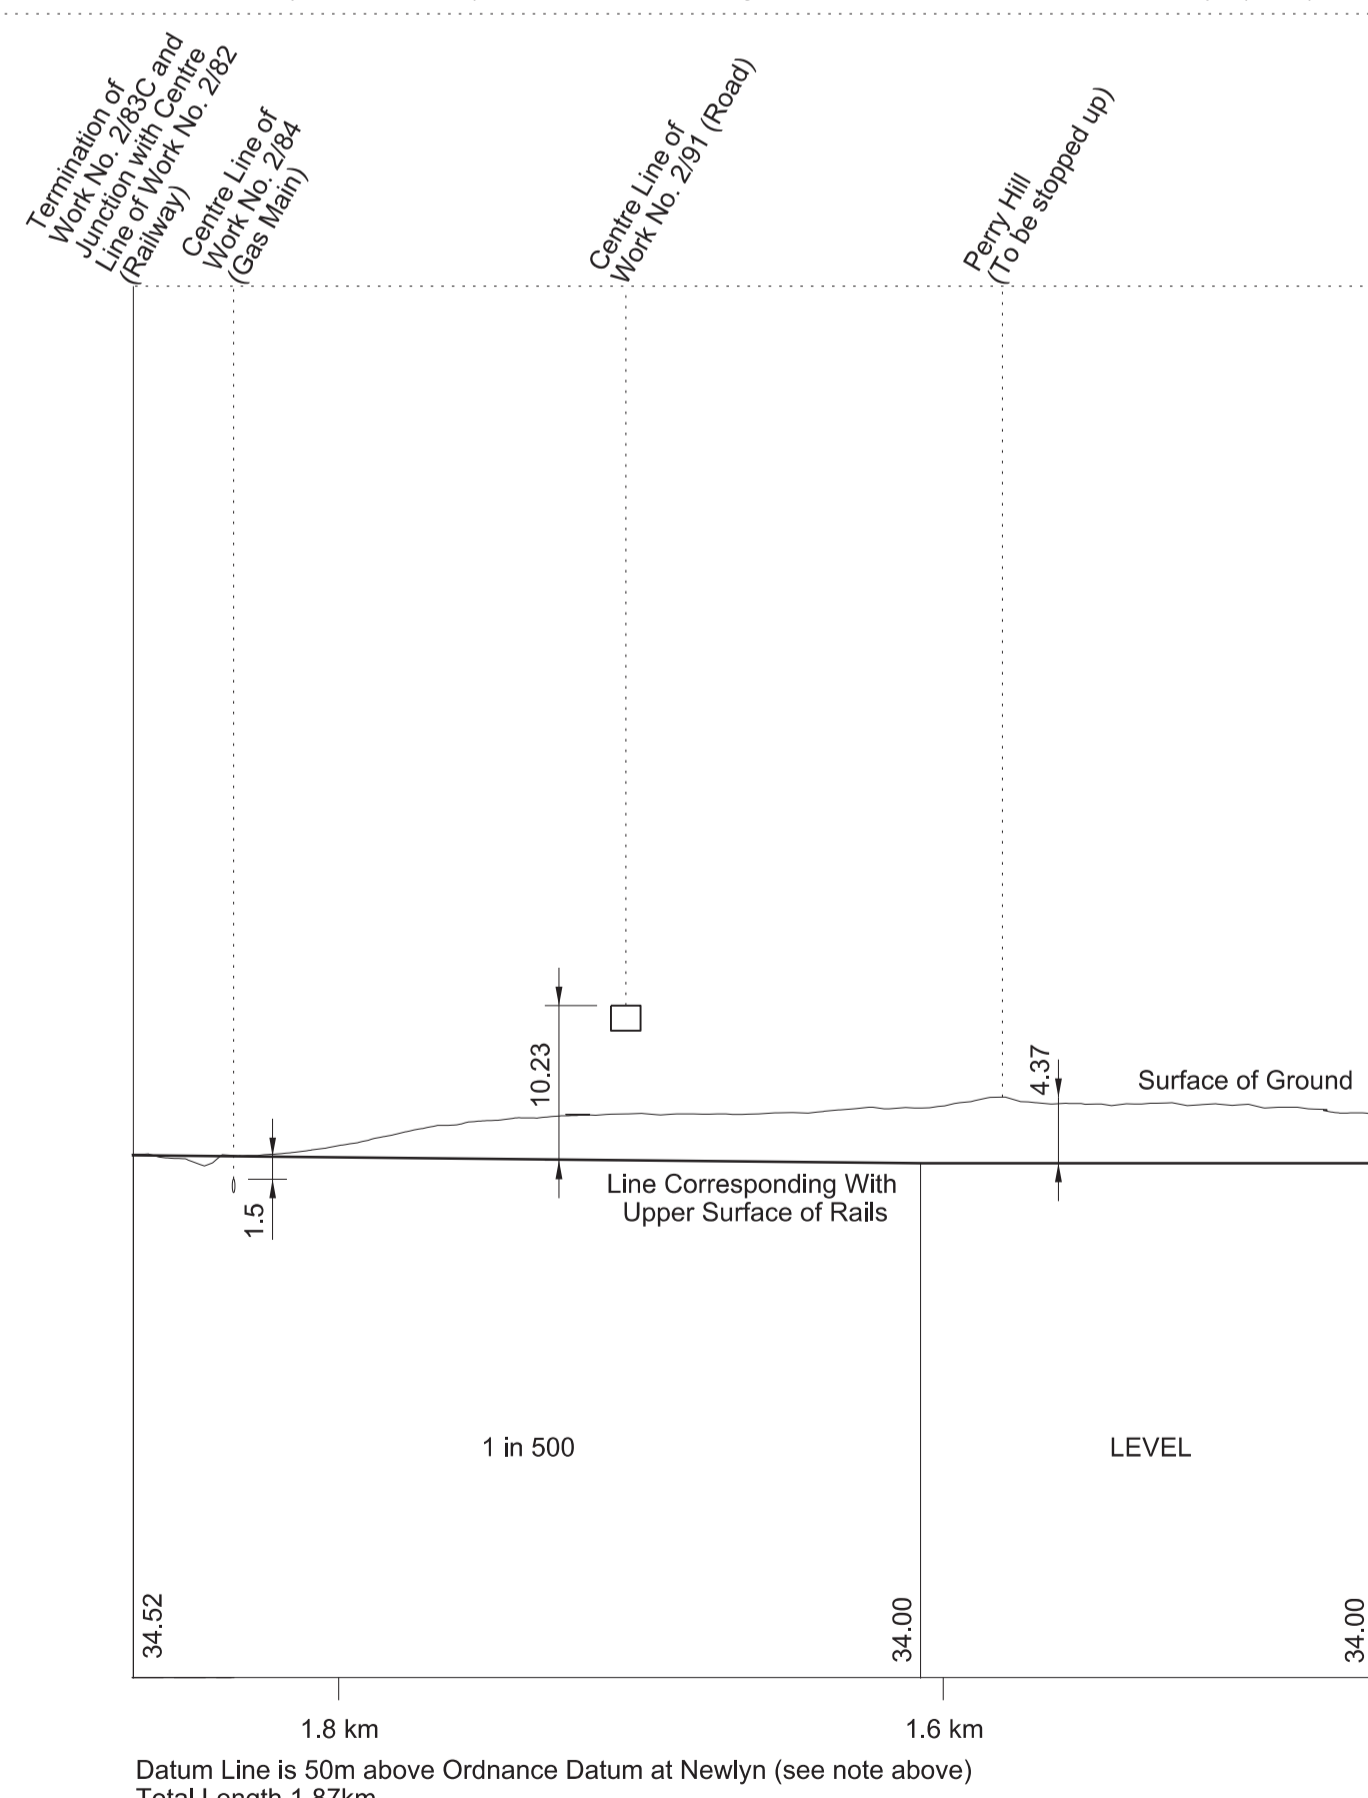 Termination of
Work No. 2/83C and
Junction with Centre
Line of Work No. 2/82
(Railway)
Centre Line of
Work No. 2/84
(Gas Main)
Centre Line of
Work No. 2/91 (Road)
Perry Hill
(To be stopped up)
10.23
4.37
Surface of Ground
1.5
Line Corresponding With
Upper Surface of Rails
1 in 500
LEVEL
34.52
34.00
34.00
1.8 km
1.6 km
Datum Line is 50m above Ordnance Datum at Newlyn (see note above)
Total Length 1.87km